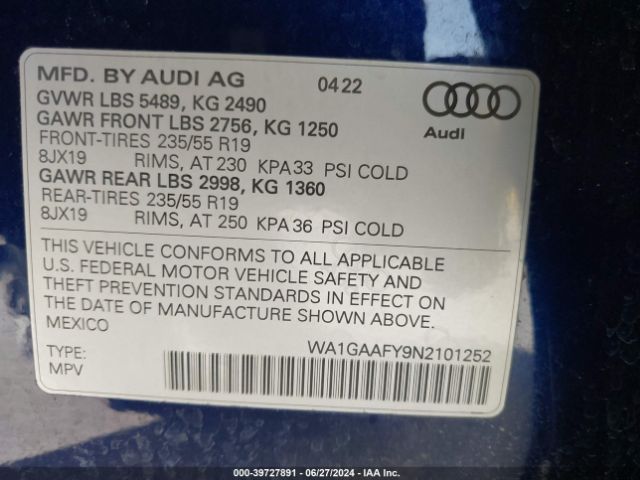 MFD. BY AUDI AG 04 22
GVWR LBS 5489, KG 2490
GAWR FRONT LBS 2756, KG 1250
FRONT-TIRES 235/55 R19
8JX19 RIMS, AT 230 KPA 33 PSI COLD
GAWR REAR LBS 2998, KG 1360
REAR-TIRES 235/55 R19
8JX19 RIMS, AT 250 KPA 36 PSI COLD
Audi
THIS VEHICLE CONFORMS TO ALL APPLICABLE
U.S. FEDERAL MOTOR VEHICLE SAFETY AND
THEFT PREVENTION STANDARDS IN EFFECT ON
THE DATE OF MANUFACTURE SHOWN ABOVE.
MEXICO
WA1GAAFY9N2101252
TYPE:
MPV
000-39727891 - 06/27/2024 - IAA Inc.